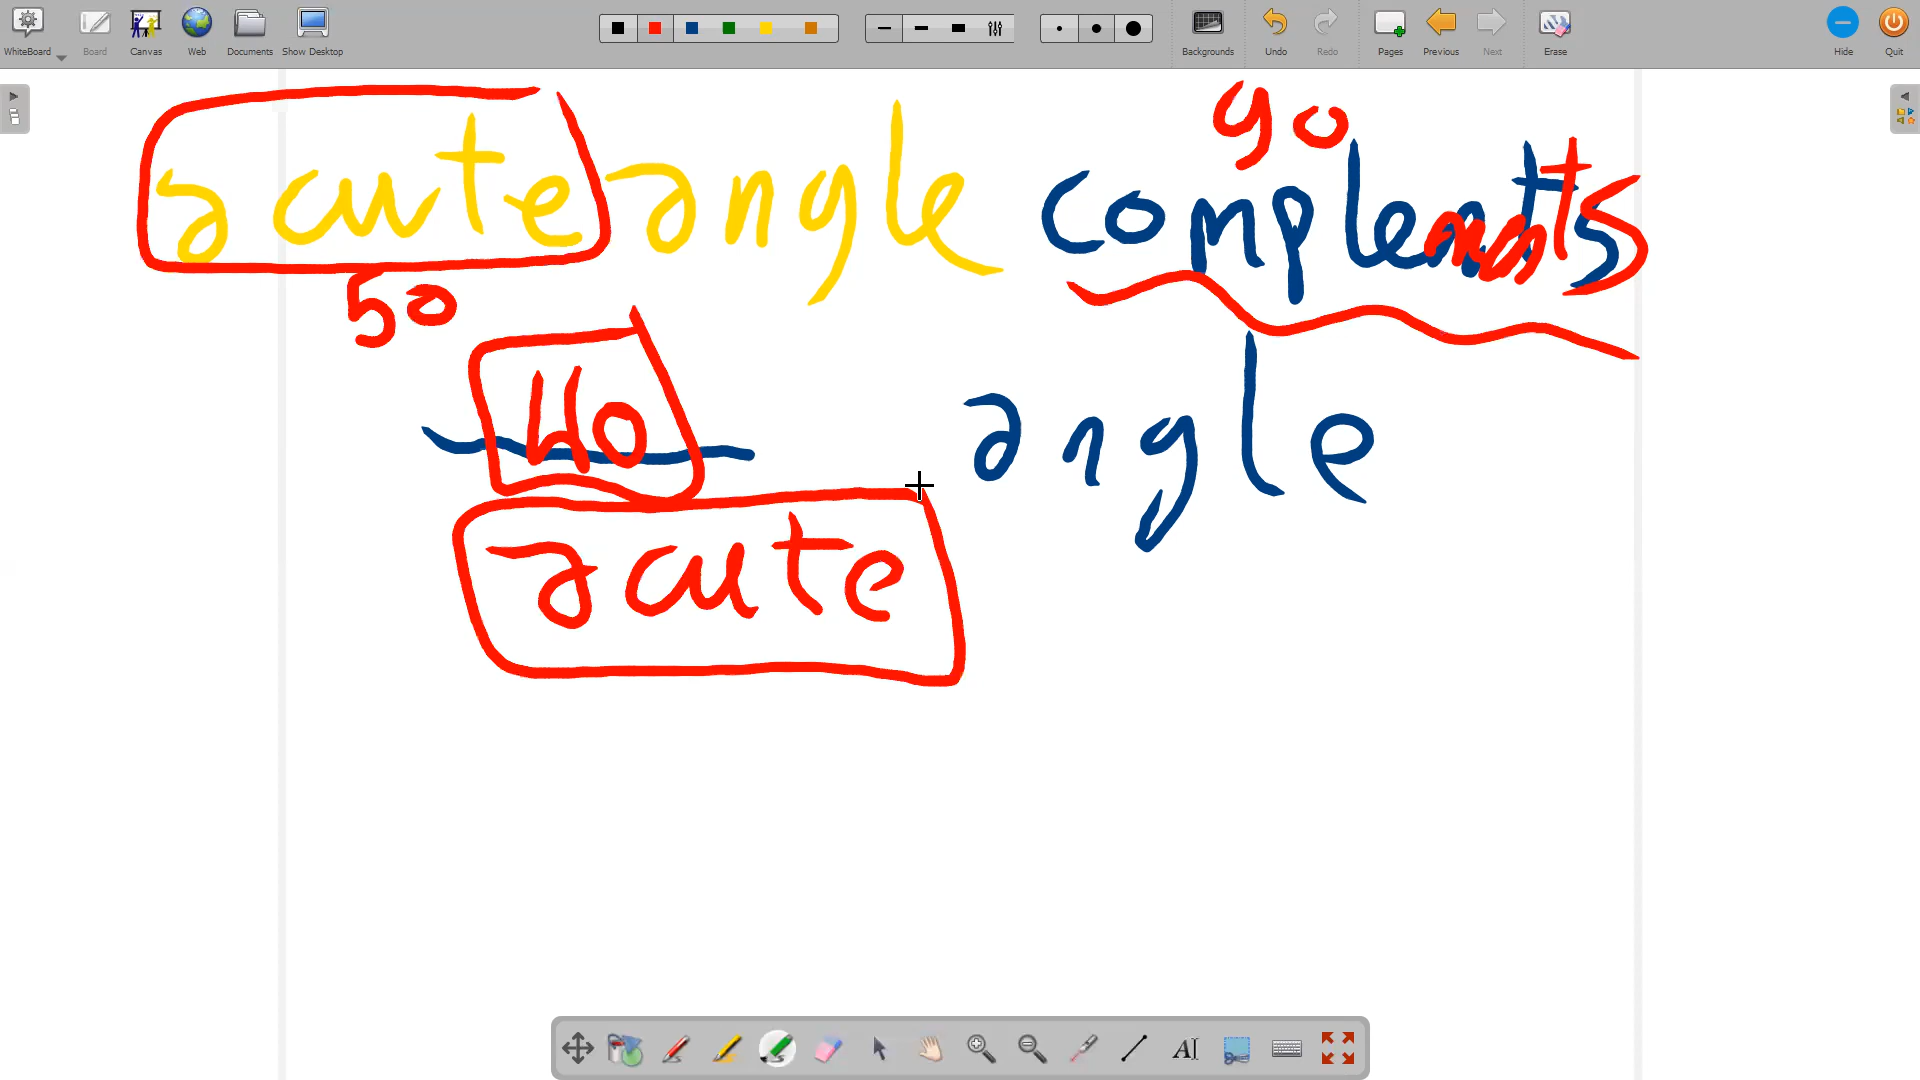 WhiteBoard Board Canvas Web Documents Show Desktop Backgrounds Undo Redo Pages Previous Next Erase Hide Quit
90
acute angle complements
50
40 angle
acute